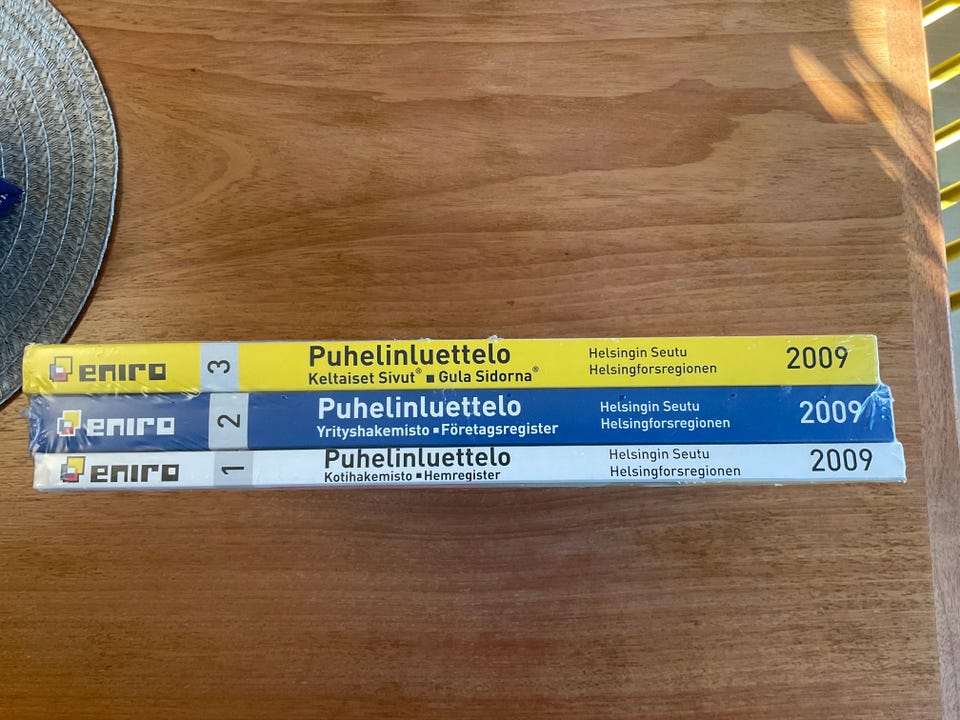 eniro 3 Puhelinluettelo Helsingin Seutu 2009
Keltaiset Sivut® ■ Gula Sidorna® Helsingforsregionen
eniro 2 Puhelinluettelo Helsingin Seutu 2009
Yrityshakemisto ■ Företagsregister Helsingforsregionen
eniro 1 Puhelinluettelo Helsingin Seutu 2009
Kotihakemisto ■ Hemregister Helsingforsregionen